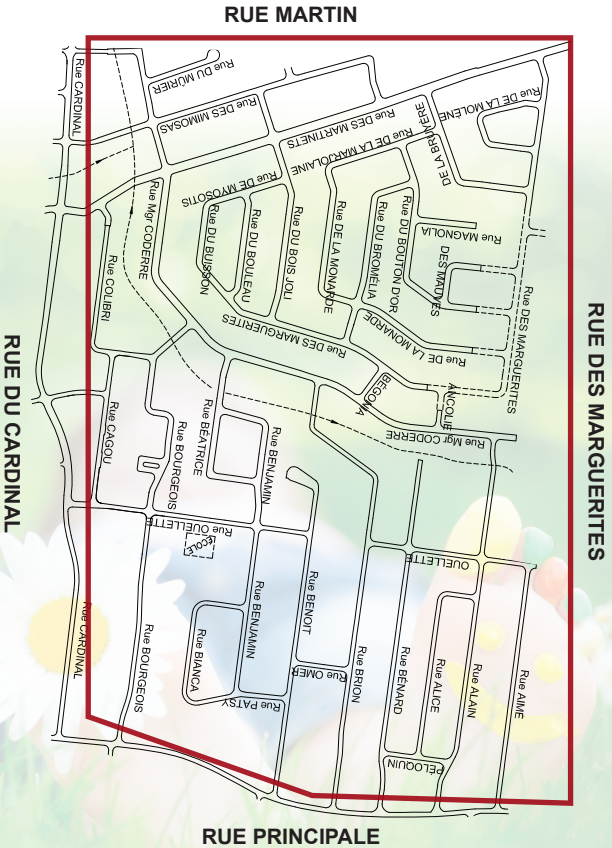 RUE MARTIN
Rue CARDINAL
Rue DU MÛRIER
Rue DES MIMOSAS
Rue DES MARTINETS
Rue DE LA MOLÈNE
DE LA BRUYÈRE
Rue DE LA MARJOLAINE
Rue DE MYOSOTIS
Rue Mgr CODERRE
Rue DU BUISSON
Rue DU BOULEAU
Rue DU BOIS JOLI
Rue DE LA MONARDE
Rue DU BROMÉLIA
Rue DU BOUTON D'OR
Rue MAGNOLIA
DES MAUVES
Rue COLIBRI
Rue DES MARGUERITES
Rue DES MARGUERITES
Rue DE LA MONARDE
RUE DU CARDINAL
RUE DES MARGUERITES
BÉGONIA
ANCOLIE
Rue Mgr CODERRE
Rue CAGOU
Rue BOURGEOIS
Rue BÉATRICE
Rue BENJAMIN
Rue OUELLETTE
ÉCOLE
OUELLETTE
Rue CARDINAL
Rue BOURGEOIS
Rue BIANCA
Rue BENJAMIN
Rue BENOIT
Rue OMER
Rue PATSY
Rue BRION
Rue BÉNARD
Rue ALICE
Rue ALAIN
Rue AIMÉ
PÉLOQUIN
RUE PRINCIPALE